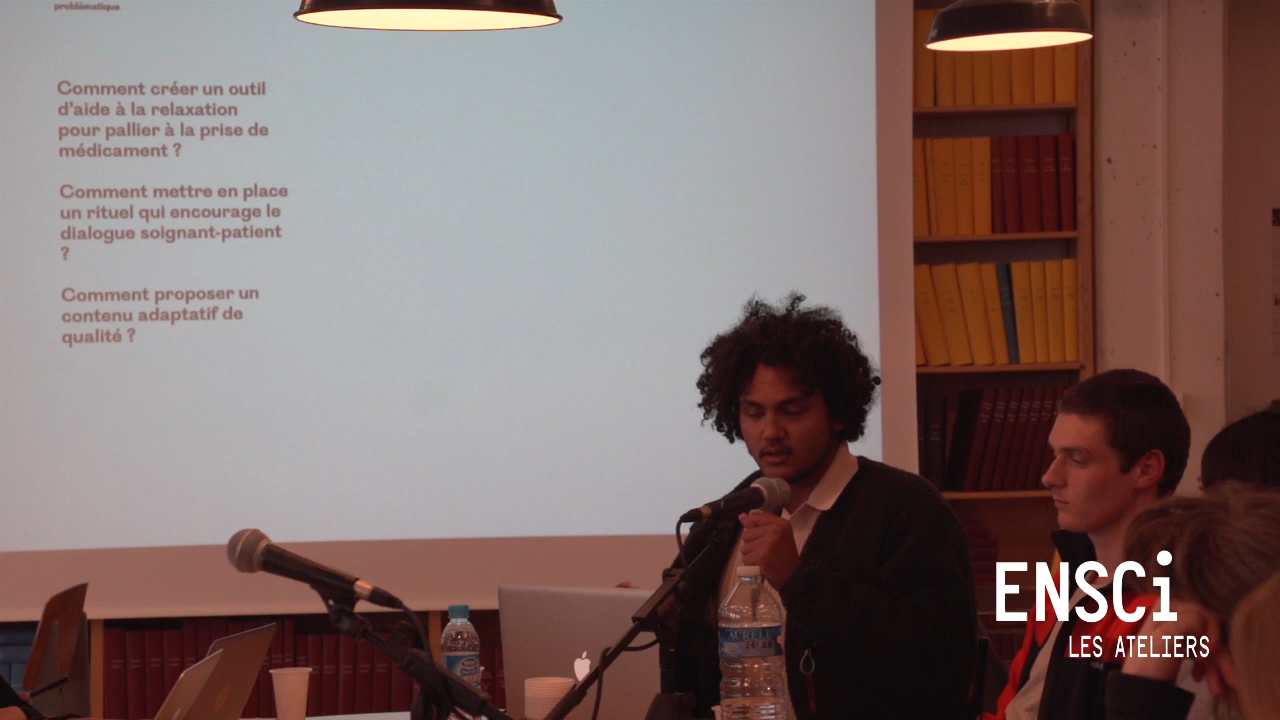 problématique
Comment créer un outil
d'aide à la relaxation
pour pallier à la prise de
médicament ?
Comment mettre en place
un rituel qui encourage le
dialogue soignant-patient
?
Comment proposer un
contenu adaptatif de
qualité ?
ENSCi
LES ATELIERS